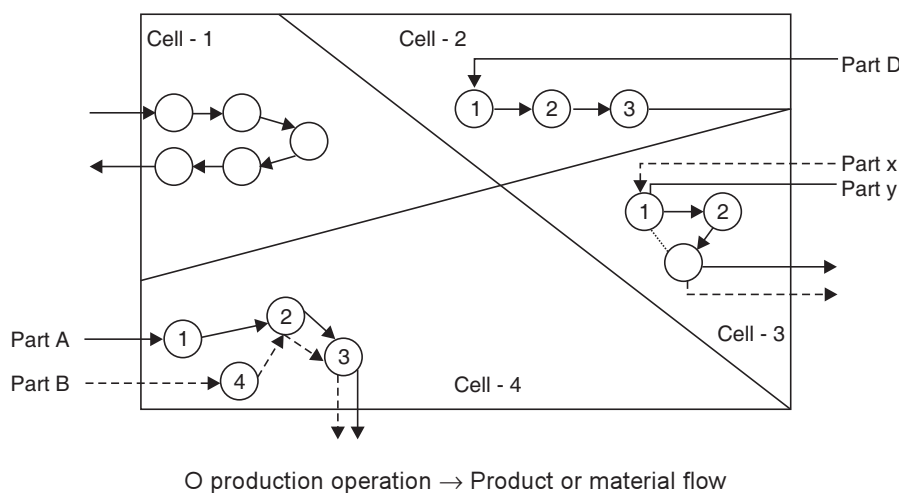 Cell - 1
Cell - 2
Part D
1 2 3
Part x
Part y
1 2
Cell - 3
Part A
1 2 3
Part B
4
Cell - 4
O production operation → Product or material flow